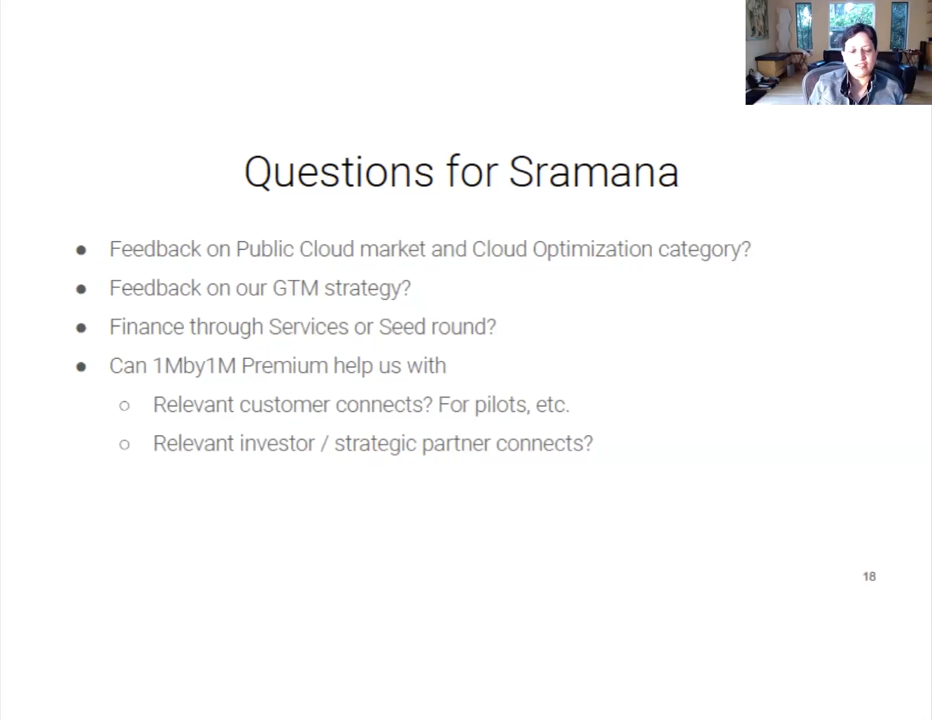 Questions for Sramana
● Feedback on Public Cloud market and Cloud Optimization category?
● Feedback on our GTM strategy?
● Finance through Services or Seed round?
● Can 1Mby1M Premium help us with
○ Relevant customer connects? For pilots, etc.
○ Relevant investor / strategic partner connects?
18